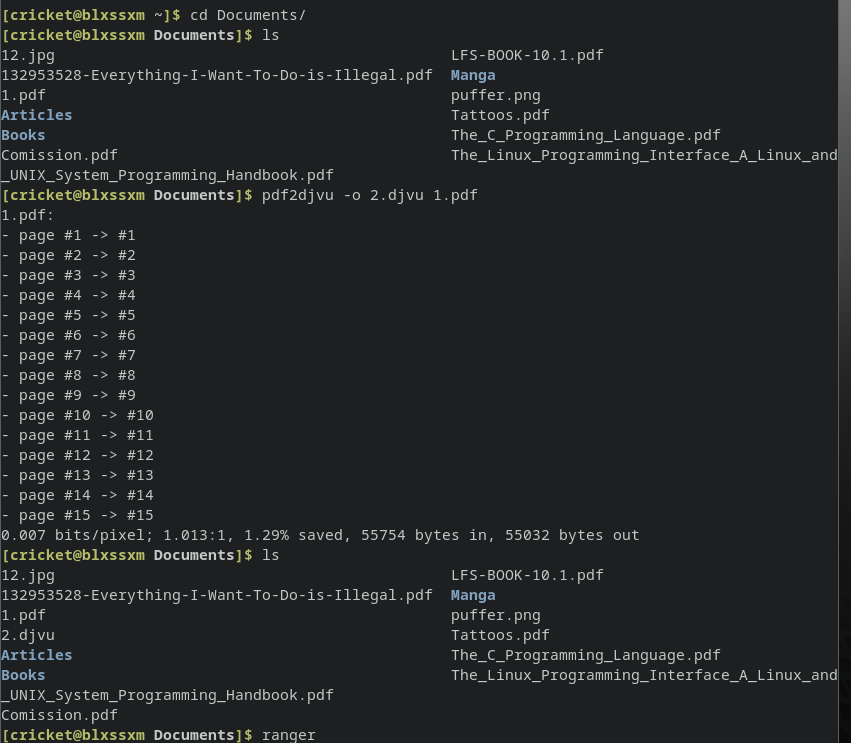 [cricket@blxssxm ~]$ cd Documents/
[cricket@blxssxm Documents]$ ls
12.jpg LFS-BOOK-10.1.pdf
132953528-Everything-I-Want-To-Do-is-Illegal.pdf Manga
1.pdf puffer.png
Articles Tattoos.pdf
Books The_C_Programming_Language.pdf
Comission.pdf The_Linux_Programming_Interface_A_Linux_and
_UNIX_System_Programming_Handbook.pdf
[cricket@blxssxm Documents]$ pdf2djvu -o 2.djvu 1.pdf
1.pdf:
- page #1 -> #1
- page #2 -> #2
- page #3 -> #3
- page #4 -> #4
- page #5 -> #5
- page #6 -> #6
- page #7 -> #7
- page #8 -> #8
- page #9 -> #9
- page #10 -> #10
- page #11 -> #11
- page #12 -> #12
- page #13 -> #13
- page #14 -> #14
- page #15 -> #15
0.007 bits/pixel; 1.013:1, 1.29% saved, 55754 bytes in, 55032 bytes out
[cricket@blxssxm Documents]$ ls
12.jpg LFS-BOOK-10.1.pdf
132953528-Everything-I-Want-To-Do-is-Illegal.pdf Manga
1.pdf puffer.png
2.djvu Tattoos.pdf
Articles The_C_Programming_Language.pdf
Books The_Linux_Programming_Interface_A_Linux_and
_UNIX_System_Programming_Handbook.pdf
Comission.pdf
[cricket@blxssxm Documents]$ ranger